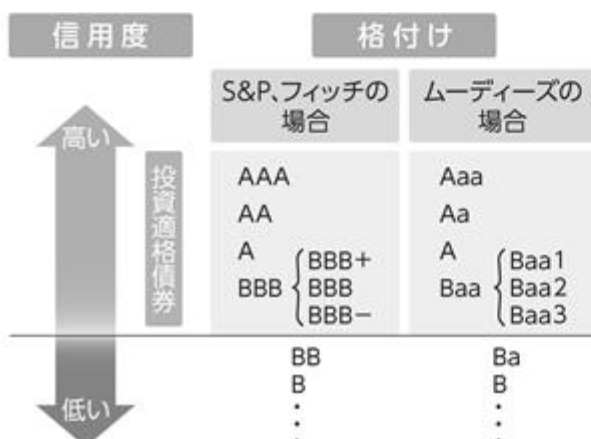 信用度
格付け
S&P、フィッチの
場合
ムーディーズの
場合
高い
投資適格債券
AAA
Aaa
AA
Aa
A
A
BBB
BBB+
BBB
BBB−
Baa
Baa1
Baa2
Baa3
BB
Ba
B
B
・
・
・
・
・
・
低い